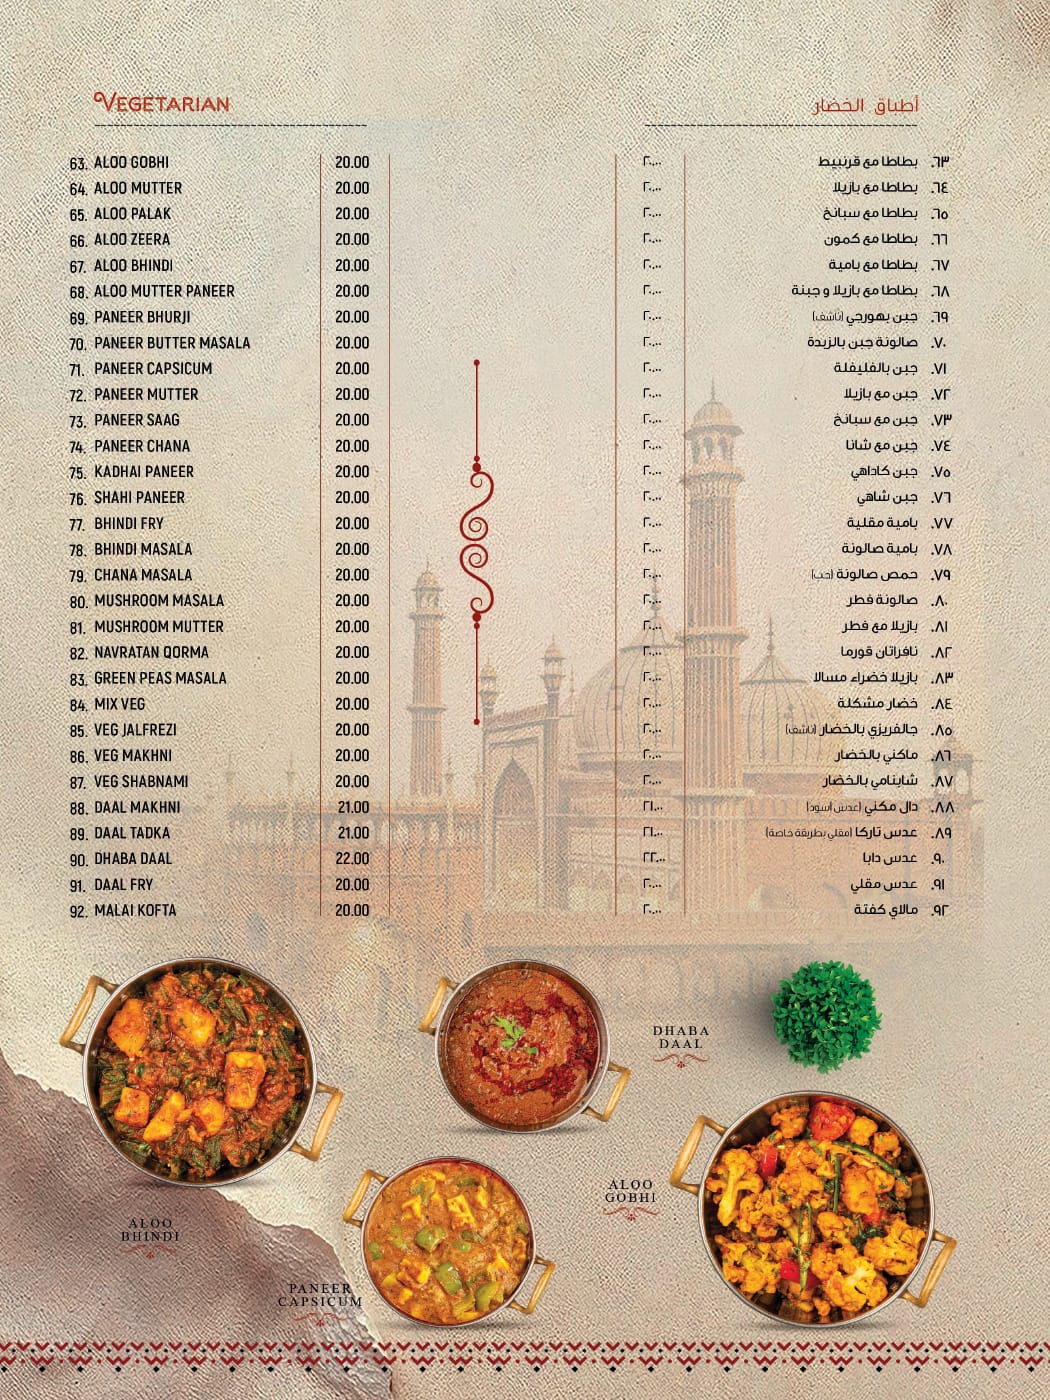 VEGETARIAN
أطباق الخضار
63. ALOO GOBHI 20.00 ٢٠,٠٠ بطاطا مع قرنبيط .٦٣
64. ALOO MUTTER 20.00 ٢٠,٠٠ بطاطا مع بازيلا .٦٤
65. ALOO PALAK 20.00 ٢٠,٠٠ بطاطا مع سبانخ .٦٥
66. ALOO ZEERA 20.00 ٢٠,٠٠ بطاطا مع كمون .٦٦
67. ALOO BHINDI 20.00 ٢٠,٠٠ بطاطا مع بامية .٦٧
68. ALOO MUTTER PANEER 20.00 ٢٠,٠٠ بطاطا مع بازيلا و جبنة .٦٨
69. PANEER BHURJI 20.00 ٢٠,٠٠ جبن بهورجي (ناشف) .٦٩
70. PANEER BUTTER MASALA 20.00 ٢٠,٠٠ صالونة جبن بالزبدة .٧٠
71. PANEER CAPSICUM 20.00 ٢٠,٠٠ جبن بالفليفلة .٧١
72. PANEER MUTTER 20.00 ٢٠,٠٠ جبن مع بازيلا .٧٢
73. PANEER SAAG 20.00 ٢٠,٠٠ جبن مع سبانخ .٧٣
74. PANEER CHANA 20.00 ٢٠,٠٠ جبن مع شانا .٧٤
75. KADHAI PANEER 20.00 ٢٠,٠٠ جبن كاداهي .٧٥
76. SHAHI PANEER 20.00 ٢٠,٠٠ جبن شاهي .٧٦
77. BHINDI FRY 20.00 ٢٠,٠٠ بامية مقلية .٧٧
78. BHINDI MASALA 20.00 ٢٠,٠٠ بامية صالونة .٧٨
79. CHANA MASALA 20.00 ٢٠,٠٠ حمص صالونة (حب) .٧٩
80. MUSHROOM MASALA 20.00 ٢٠,٠٠ صالونة فطر .٨٠
81. MUSHROOM MUTTER 20.00 ٢٠,٠٠ بازيلا مع فطر .٨١
82. NAVRATAN QORMA 20.00 ٢٠,٠٠ نافراتان قورما .٨٢
83. GREEN PEAS MASALA 20.00 ٢٠,٠٠ بازيلا خضراء مسالا .٨٣
84. MIX VEG 20.00 ٢٠,٠٠ خضار مشكلة .٨٤
85. VEG JALFREZI 20.00 ٢٠,٠٠ جالفريزي بالخضار (ناشف) .٨٥
86. VEG MAKHNI 20.00 ٢٠,٠٠ ماكني بالخضار .٨٦
87. VEG SHABNAMI 20.00 ٢٠,٠٠ شابنامي بالخضار .٨٧
88. DAAL MAKHNI 21.00 ٢١,٠٠ دال مكني (عدس أسود) .٨٨
89. DAAL TADKA 21.00 ٢١,٠٠ عدس تاركا (مقلي بطريقة خاصة) .٨٩
90. DHABA DAAL 22.00 ٢٢,٠٠ عدس دابا .٩٠
91. DAAL FRY 20.00 ٢٠,٠٠ عدس مقلي .٩١
92. MALAI KOFTA 20.00 ٢٠,٠٠ مالاي كفتة .٩٢
DHABA
DAAL
ALOO
GOBHI
ALOO
BHINDI
PANEER
CAPSICUM